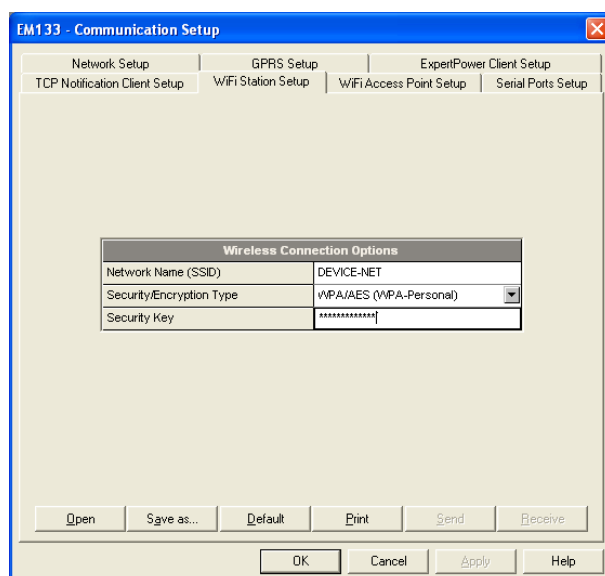 EM133 - Communication Setup
Network Setup GPRS Setup ExpertPower Client Setup
TCP Notification Client Setup WiFi Station Setup WiFi Access Point Setup Serial Ports Setup
Wireless Connection Options
Network Name (SSID) DEVICE-NET
Security/Encryption Type WPA/AES (WPA-Personal)
Security Key *************
Open Save as... Default Print Send Receive
OK Cancel Apply Help